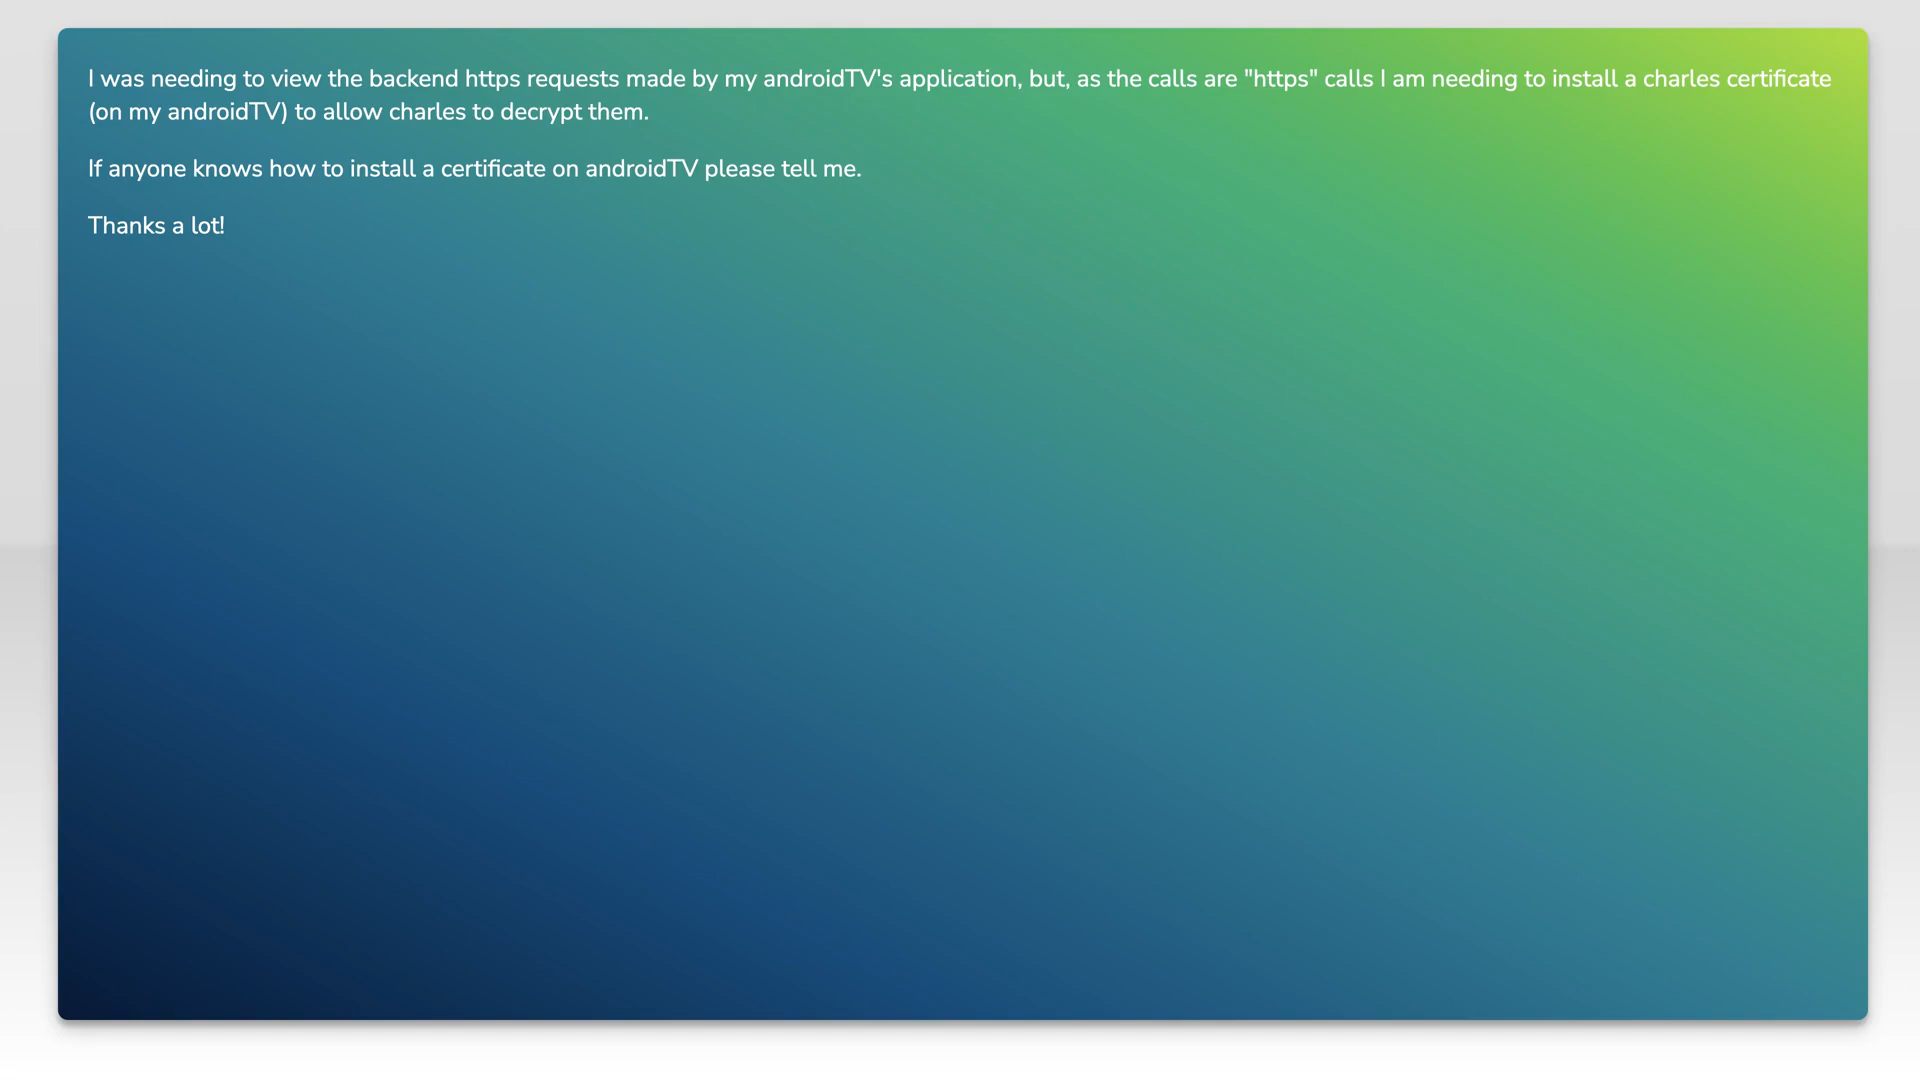 I was needing to view the backend https requests made by my androidTV's application, but, as the calls are "https" calls I am needing to install a charles certificate
(on my androidTV) to allow charles to decrypt them.
If anyone knows how to install a certificate on androidTV please tell me.
Thanks a lot!